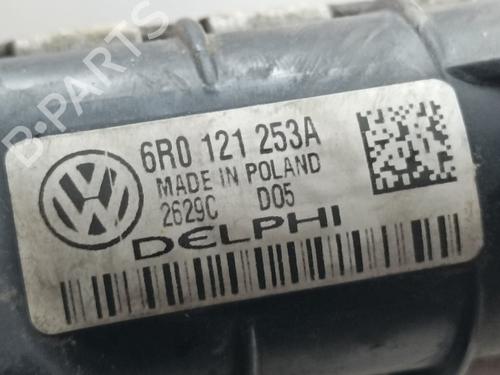 B-PARTS
6R0 121 253A
MADE IN POLAND
2629C D05
DELPHI